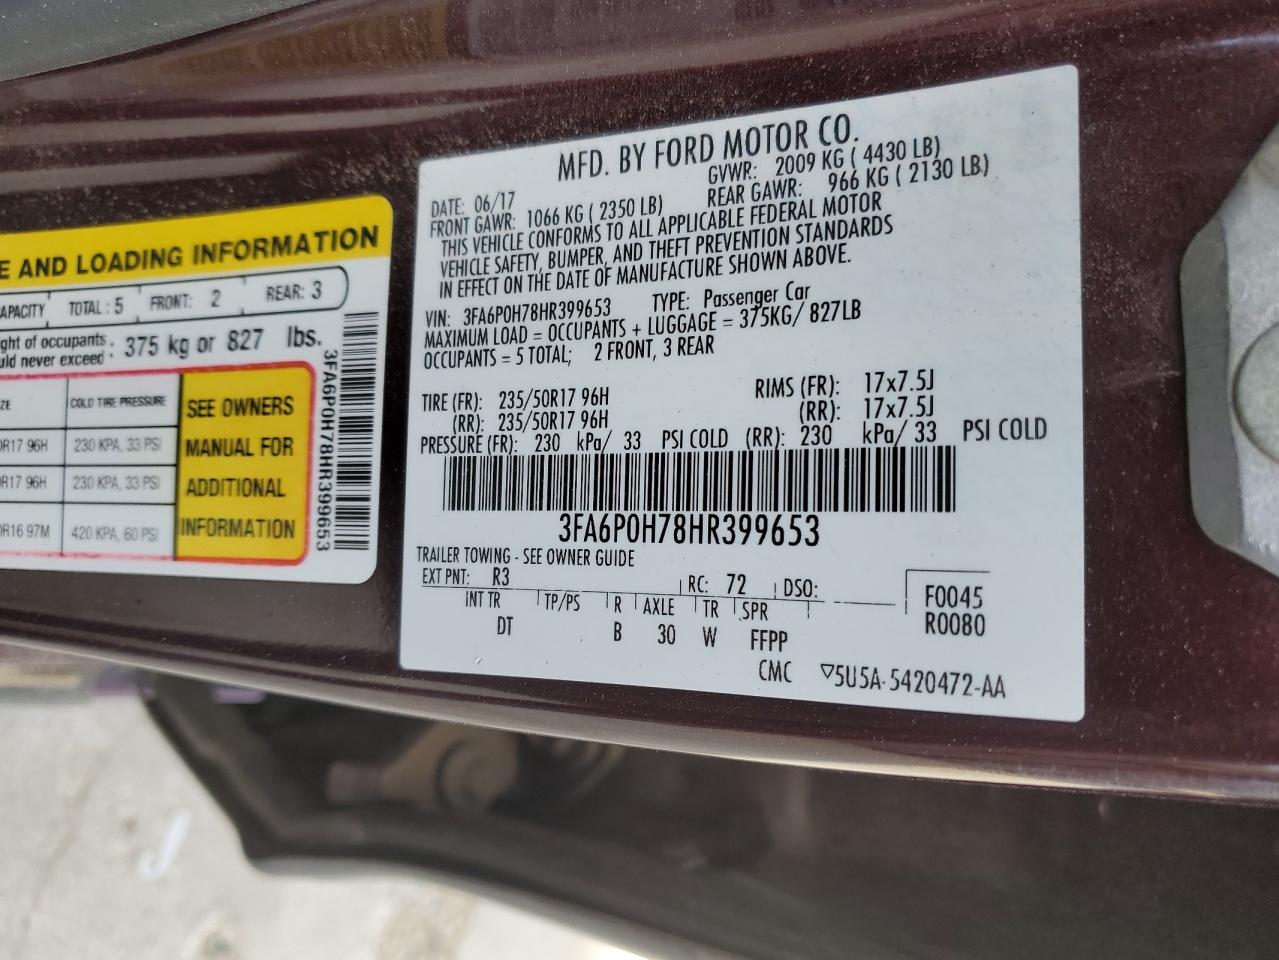 E AND LOADING INFORMATION
APACITY TOTAL : 5 FRONT: 2 REAR: 3
ght of occupants
uld never exceed : 375 kg or 827 lbs.
ZE COLD TIRE PRESSURE
0R17 96H 230 KPA, 33 PSI
0R17 96H 230 KPA, 33 PSI
0R16 97M 420 KPA, 60 PSI
SEE OWNERS
MANUAL FOR
ADDITIONAL
INFORMATION
3FA6P0H78HR399653
MFD. BY FORD MOTOR CO.
DATE: 06/17 GVWR: 2009 KG ( 4430 LB)
FRONT GAWR: 1066 KG ( 2350 LB) REAR GAWR: 966 KG ( 2130 LB)
THIS VEHICLE CONFORMS TO ALL APPLICABLE FEDERAL MOTOR
VEHICLE SAFETY, BUMPER, AND THEFT PREVENTION STANDARDS
IN EFFECT ON THE DATE OF MANUFACTURE SHOWN ABOVE.
VIN: 3FA6P0H78HR399653 TYPE: Passenger Car
MAXIMUM LOAD = OCCUPANTS + LUGGAGE = 375KG/ 827LB
OCCUPANTS = 5 TOTAL; 2 FRONT, 3 REAR
TIRE (FR): 235/50R17 96H RIMS (FR): 17x7.5J
(RR): 235/50R17 96H (RR): 17x7.5J
PRESSURE (FR): 230 kPa/ 33 PSI COLD (RR): 230 kPa/ 33 PSI COLD
3FA6P0H78HR399653
TRAILER TOWING - SEE OWNER GUIDE
EXT PNT: R3 RC: 72 DSO:
INT TR TP/PS R AXLE TR SPR
DT B 30 W FFPP
F0045
R0080
CMC ▽5U5A-5420472-AA